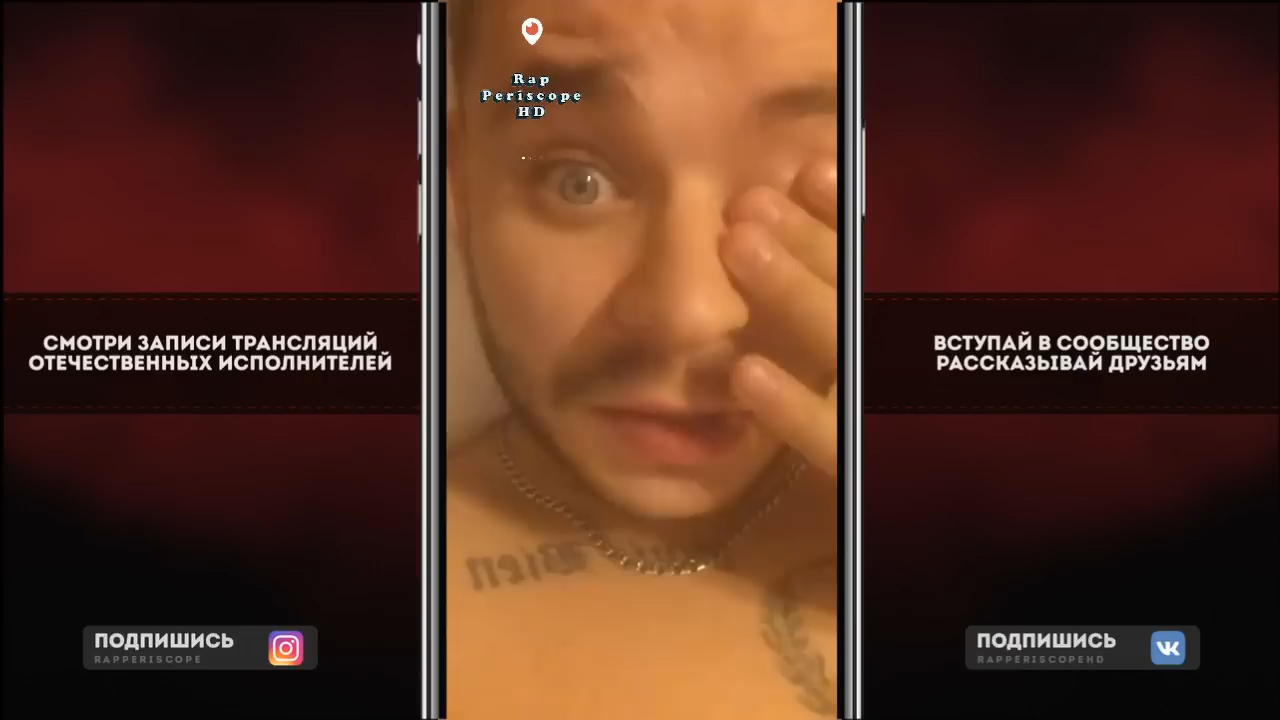 Rap
Periscope
HD
СМОТРИ ЗАПИСИ ТРАНСЛЯЦИЙ
ОТЕЧЕСТВЕННЫХ ИСПОЛНИТЕЛЕЙ
ВСТУПАЙ В СООБЩЕСТВО
РАССКАЗЫВАЙ ДРУЗЬЯМ
ПОДПИШИСЬ
RAPPERISCOPE
ПОДПИШИСЬ
RAPPERISCOPEHD